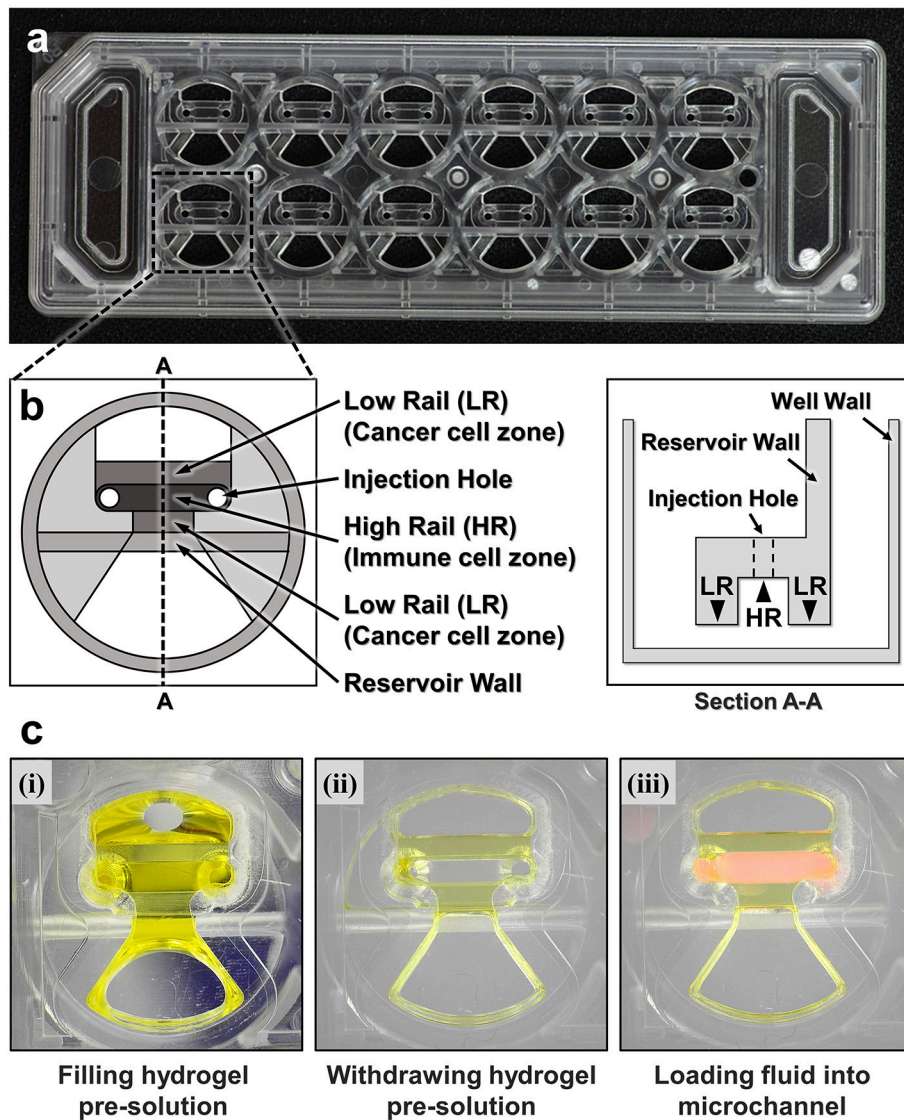 a
A
b
Low Rail (LR)
(Cancer cell zone)
Injection Hole
High Rail (HR)
(Immune cell zone)
Low Rail (LR)
(Cancer cell zone)
Reservoir Wall
A
Well Wall
Reservoir Wall
Injection Hole
LR
HR
LR
Section A-A
c
(i)
(ii)
(iii)
Filling hydrogel
pre-solution
Withdrawing hydrogel
pre-solution
Loading fluid into
microchannel